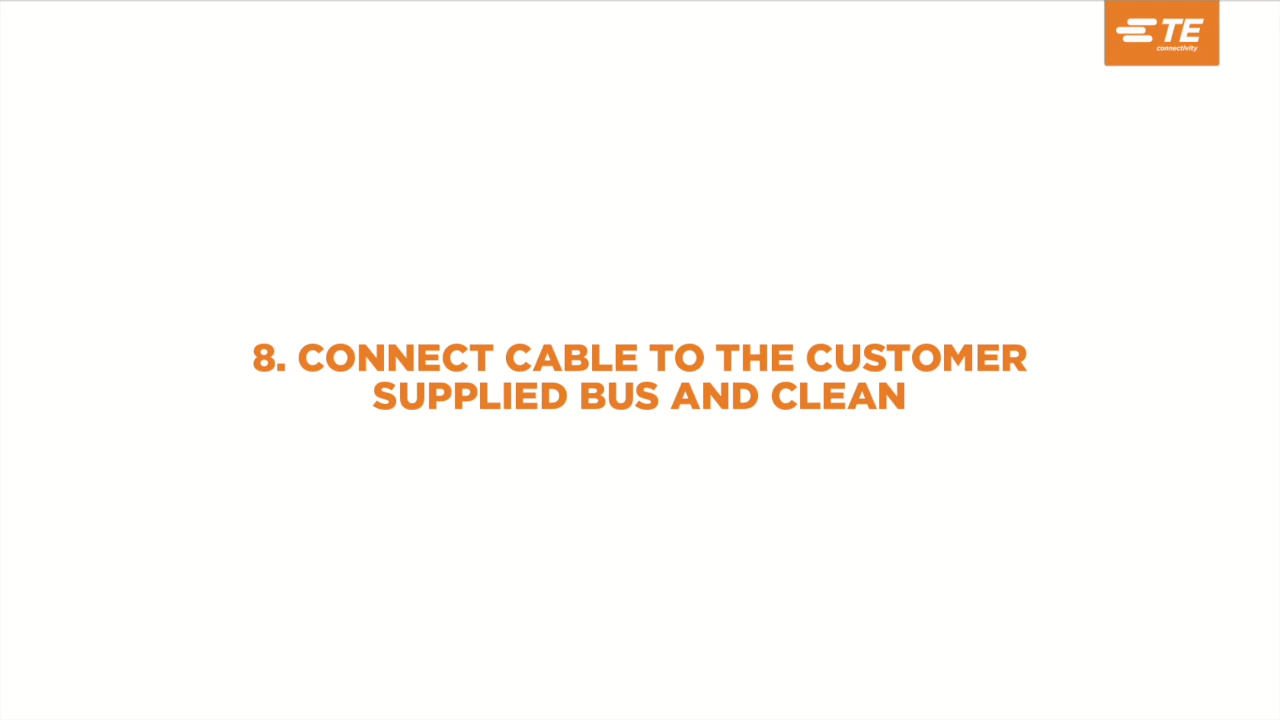 TE
connectivity
8. CONNECT CABLE TO THE CUSTOMER
SUPPLIED BUS AND CLEAN